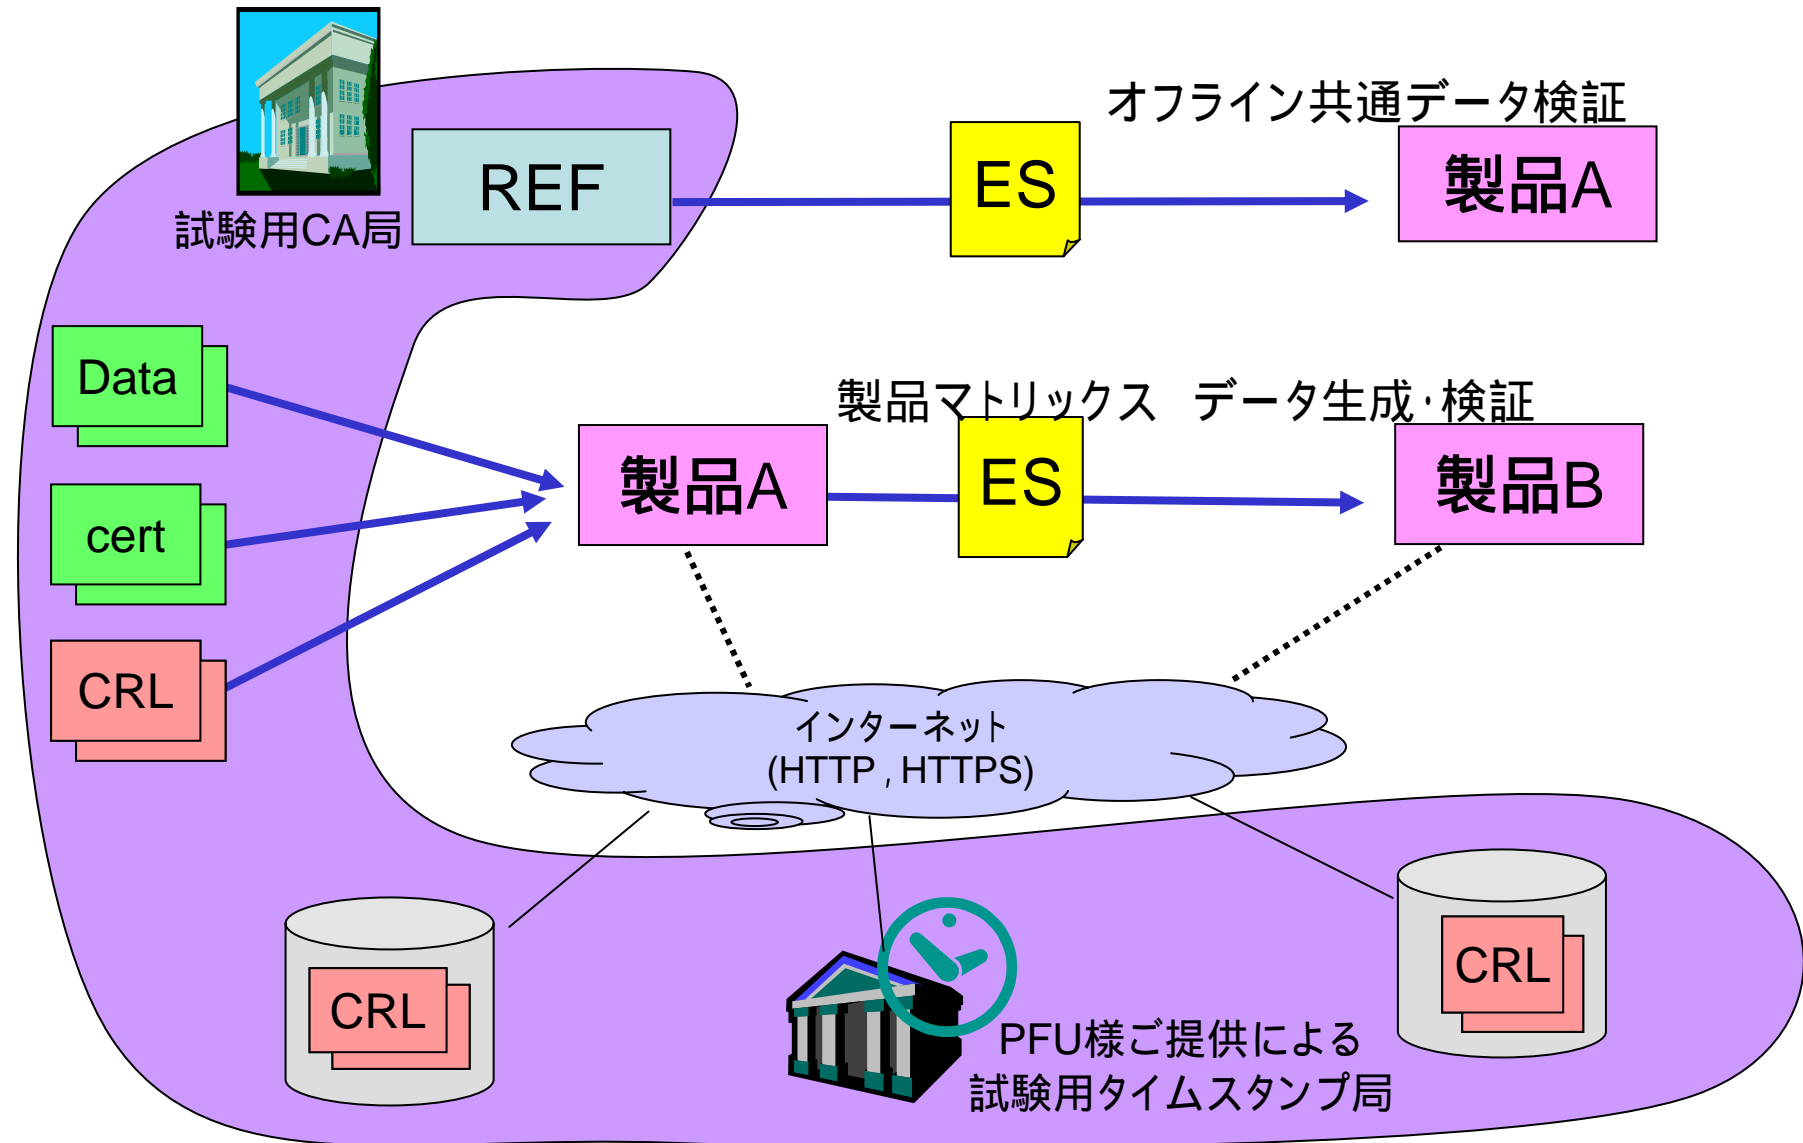 オフライン共通データ検証
REF
ES
製品A
試験用CA局
Data
製品マトリックス　データ生成・検証
cert
製品A
ES
製品B
CRL
インターネット
(HTTP , HTTPS)
CRL
CRL
PFU様ご提供による
試験用タイムスタンプ局